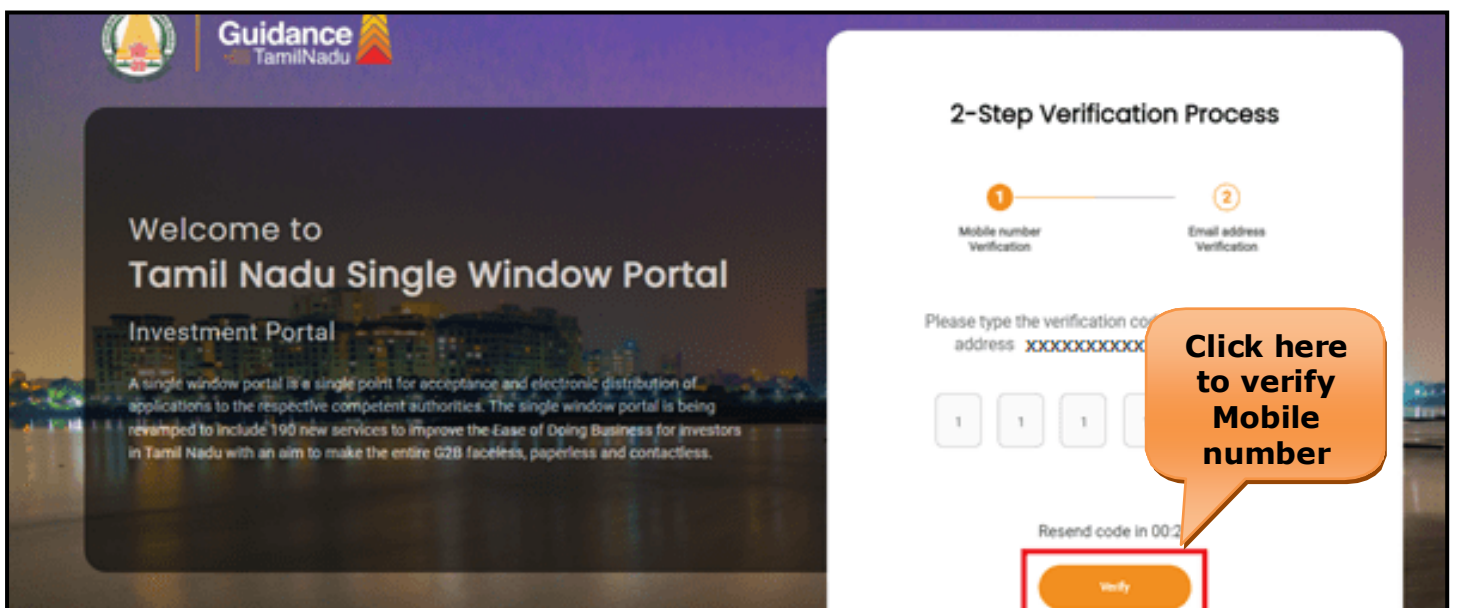 Guidance
TamilNadu
Welcome to
Tamil Nadu Single Window Portal
Investment Portal
A single window portal is a single point for acceptance and electronic distribution of
applications to the respective competent authorities. The single window portal is being
revamped to include 190 new services to improve the Ease of Doing Business for investors
in Tamil Nadu with an aim to make the entire G2B faceless, paperless and contactless.
2-Step Verification Process
1
2
Mobile number
Verification
Email address
Verification
Please type the verification
address xxxxxxxxxx
1 1 1
Resend code in 00:2
Verify
Click here
to verify
Mobile
number